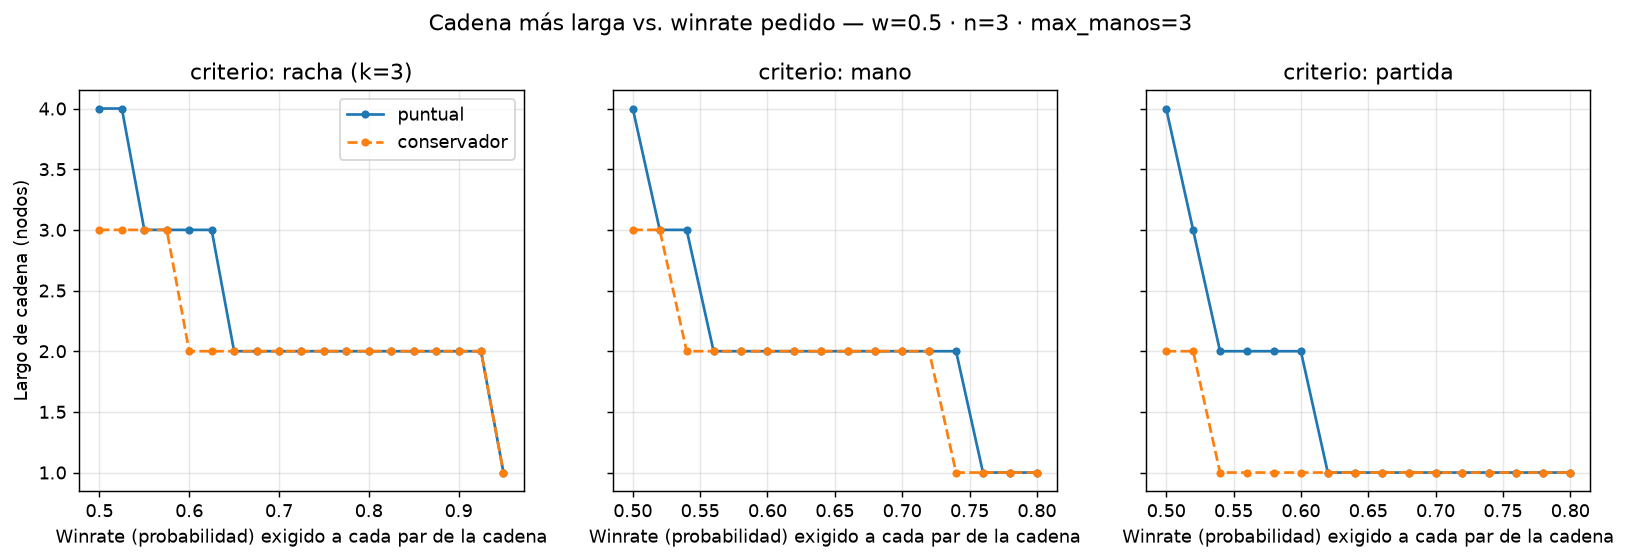 Cadena más larga vs. winrate pedido — w=0.5 · n=3 · max_manos=3
criterio: racha (k=3)
criterio: mano
criterio: partida
puntual
conservador
Largo de cadena (nodos)
4.0
3.5
3.0
2.5
2.0
1.5
1.0
0.5 0.6 0.7 0.8 0.9
0.50 0.55 0.60 0.65 0.70 0.75 0.80
0.50 0.55 0.60 0.65 0.70 0.75 0.80
Winrate (probabilidad) exigido a cada par de la cadena
Winrate (probabilidad) exigido a cada par de la cadena
Winrate (probabilidad) exigido a cada par de la cadena